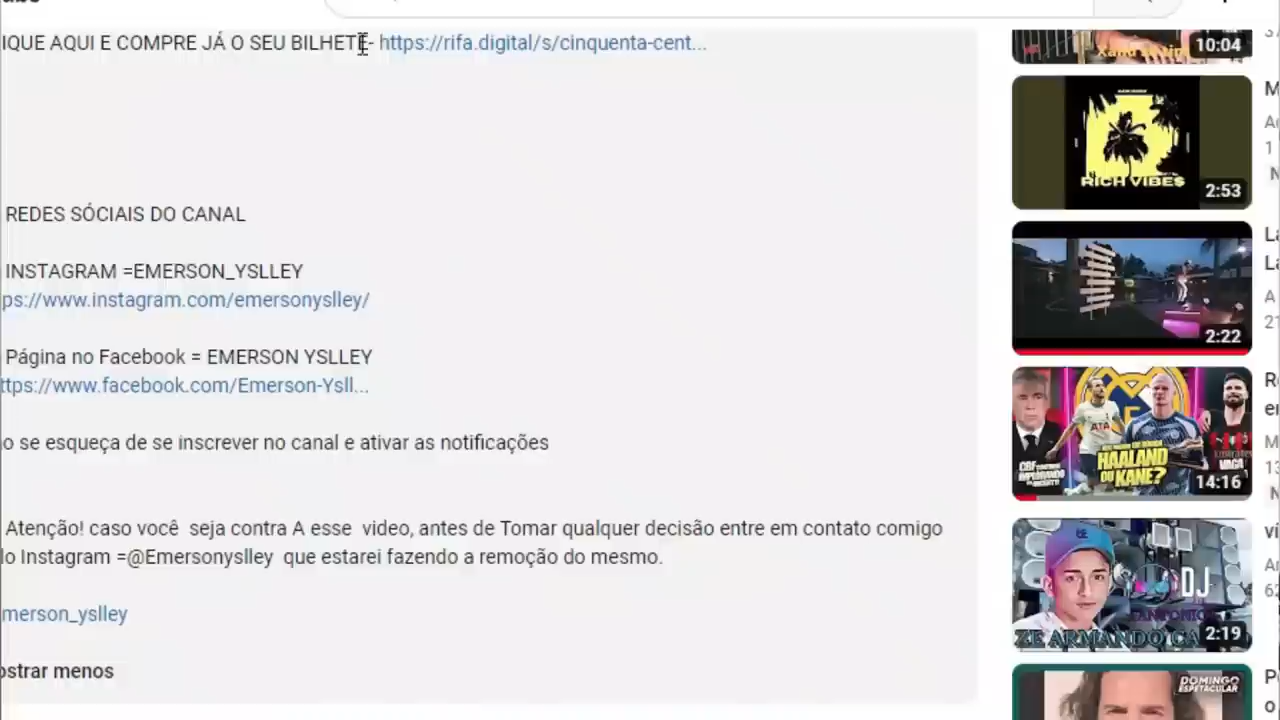 IQUE AQUI E COMPRE JÁ O SEU BILHETE- https://rifa.digital/s/cinquenta-cent...
REDES SÓCIAIS DO CANAL
INSTAGRAM =EMERSON_YSLLEY
ps://www.instagram.com/emersonyslley/
Página no Facebook = EMERSON YSLLEY
ttps://www.facebook.com/Emerson-Ysll...
o se esqueça de se inscrever no canal e ativar as notificações
Atenção! caso você seja contra A esse video, antes de Tomar qualquer decisão entre em contato comigo
lo Instagram =@Emersonyslley que estarei fazendo a remoção do mesmo.
merson_yslley
ostrar menos
10:04
RICH VIBES
2:53
2:22
ATA
HAALAND
OU KANE?
VAGA
14:16
DJ
ZE ARMANDO CA
2:19
DOMINGO
ESPETACULAR